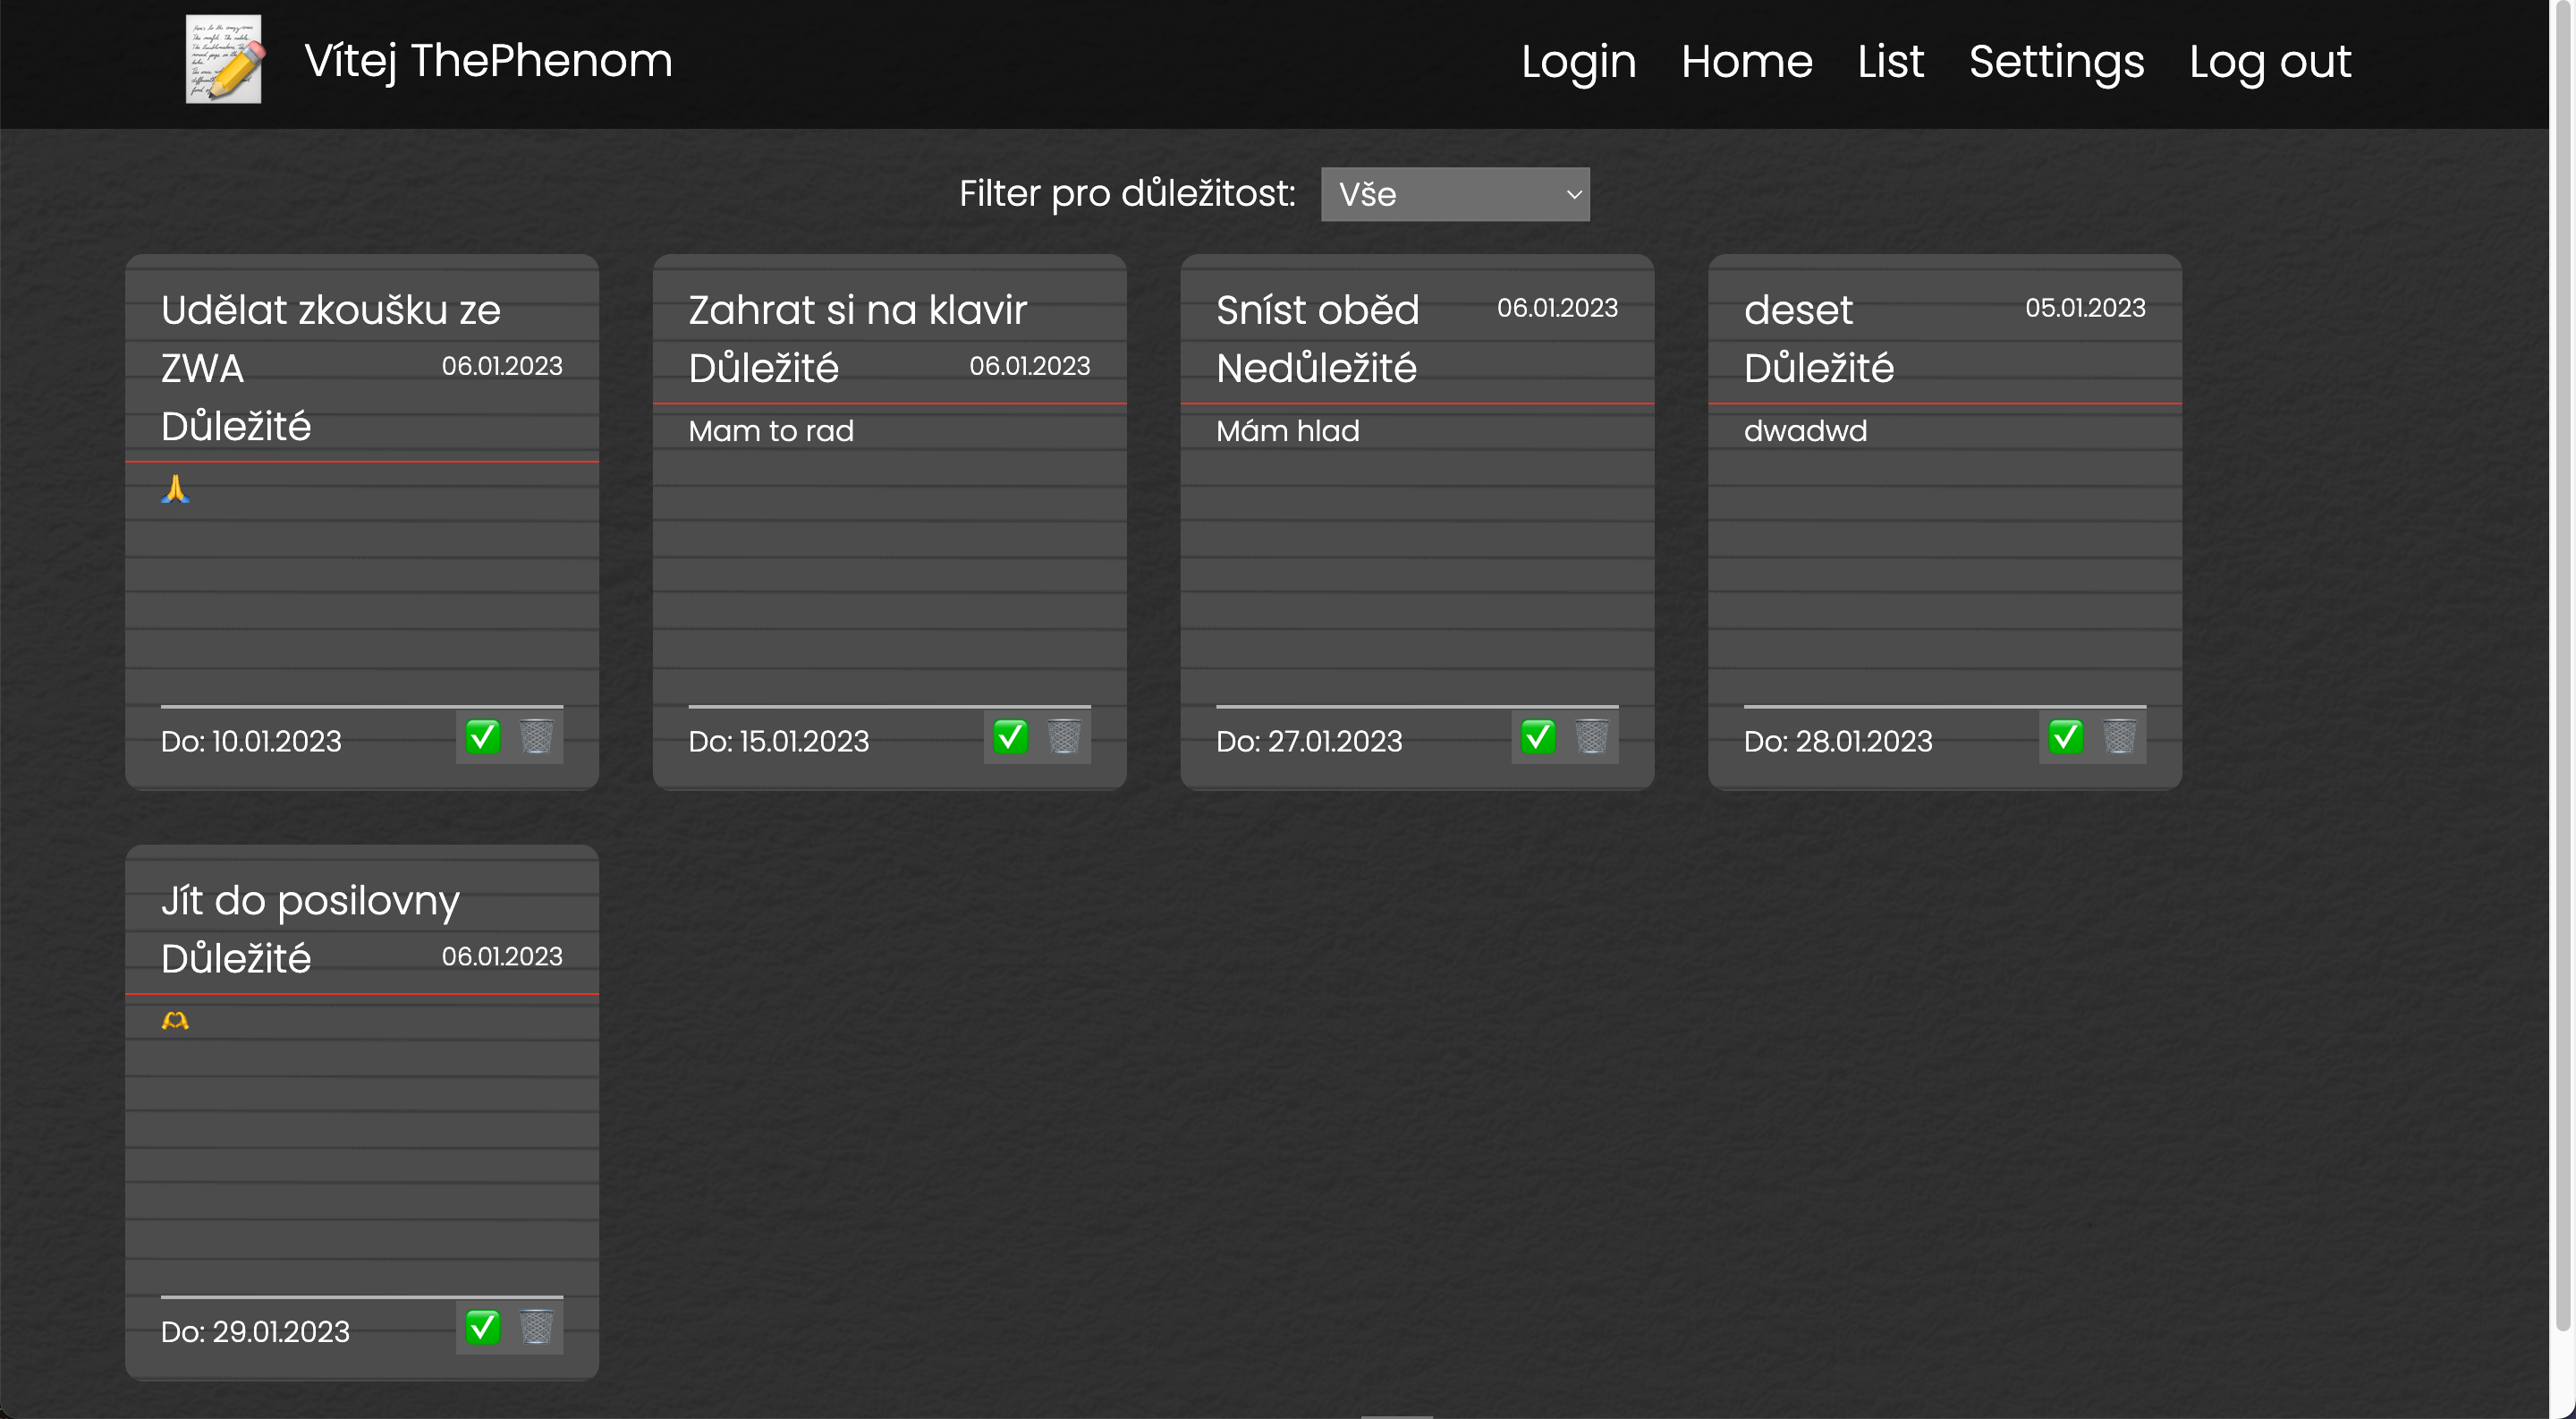 Vítej ThePhenom
Login Home List Settings Log out
Filter pro důležitost: Vše
Udělat zkoušku ze
ZWA 06.01.2023
Důležité
🙏
Do: 10.01.2023 ✅ 🗑️
Zahrat si na klavir
Důležité 06.01.2023
Mam to rad
Do: 15.01.2023 ✅ 🗑️
Sníst oběd 06.01.2023
Nedůležité
Mám hlad
Do: 27.01.2023 ✅ 🗑️
deset 05.01.2023
Důležité
dwadwd
Do: 28.01.2023 ✅ 🗑️
Jít do posilovny
Důležité 06.01.2023
🫶
Do: 29.01.2023 ✅ 🗑️